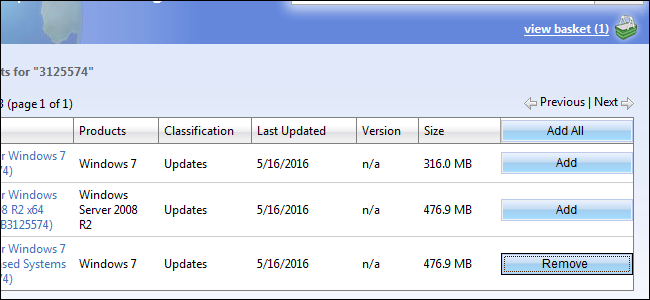 view basket (1)
ts for "3125574"
3 (page 1 of 1)
Previous | Next
Products Classification Last Updated Version Size Add All
r Windows 7 Windows 7 Updates 5/16/2016 n/a 316.0 MB Add
74)
r Windows Windows
8 R2 x64 Server 2008 Updates 5/16/2016 n/a 476.9 MB Add
B3125574) R2
r Windows 7
ased Systems Windows 7 Updates 5/16/2016 n/a 476.9 MB Remove
74)